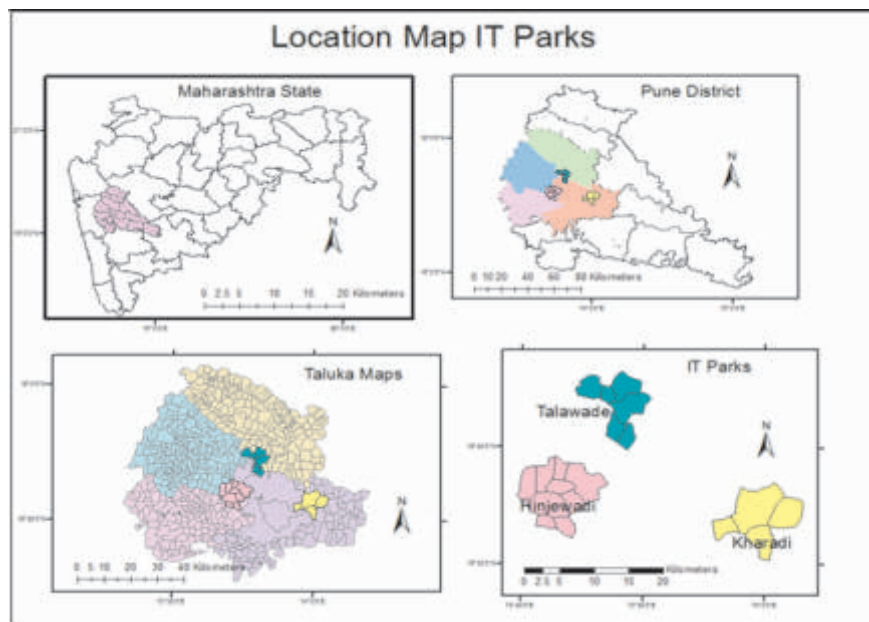 Location Map IT Parks
Maharashtra State
N
0 2.5 5 10 15 20
Kilometers
Pune District
N
0 10 20 40 60 80
Kilometers
Taluka Maps
N
0 5 10 20 30 40
Kilometers
IT Parks
Talawade
N
Hinjewadi
Kharadi
0 2.5 5 10 15 20
Kilometers